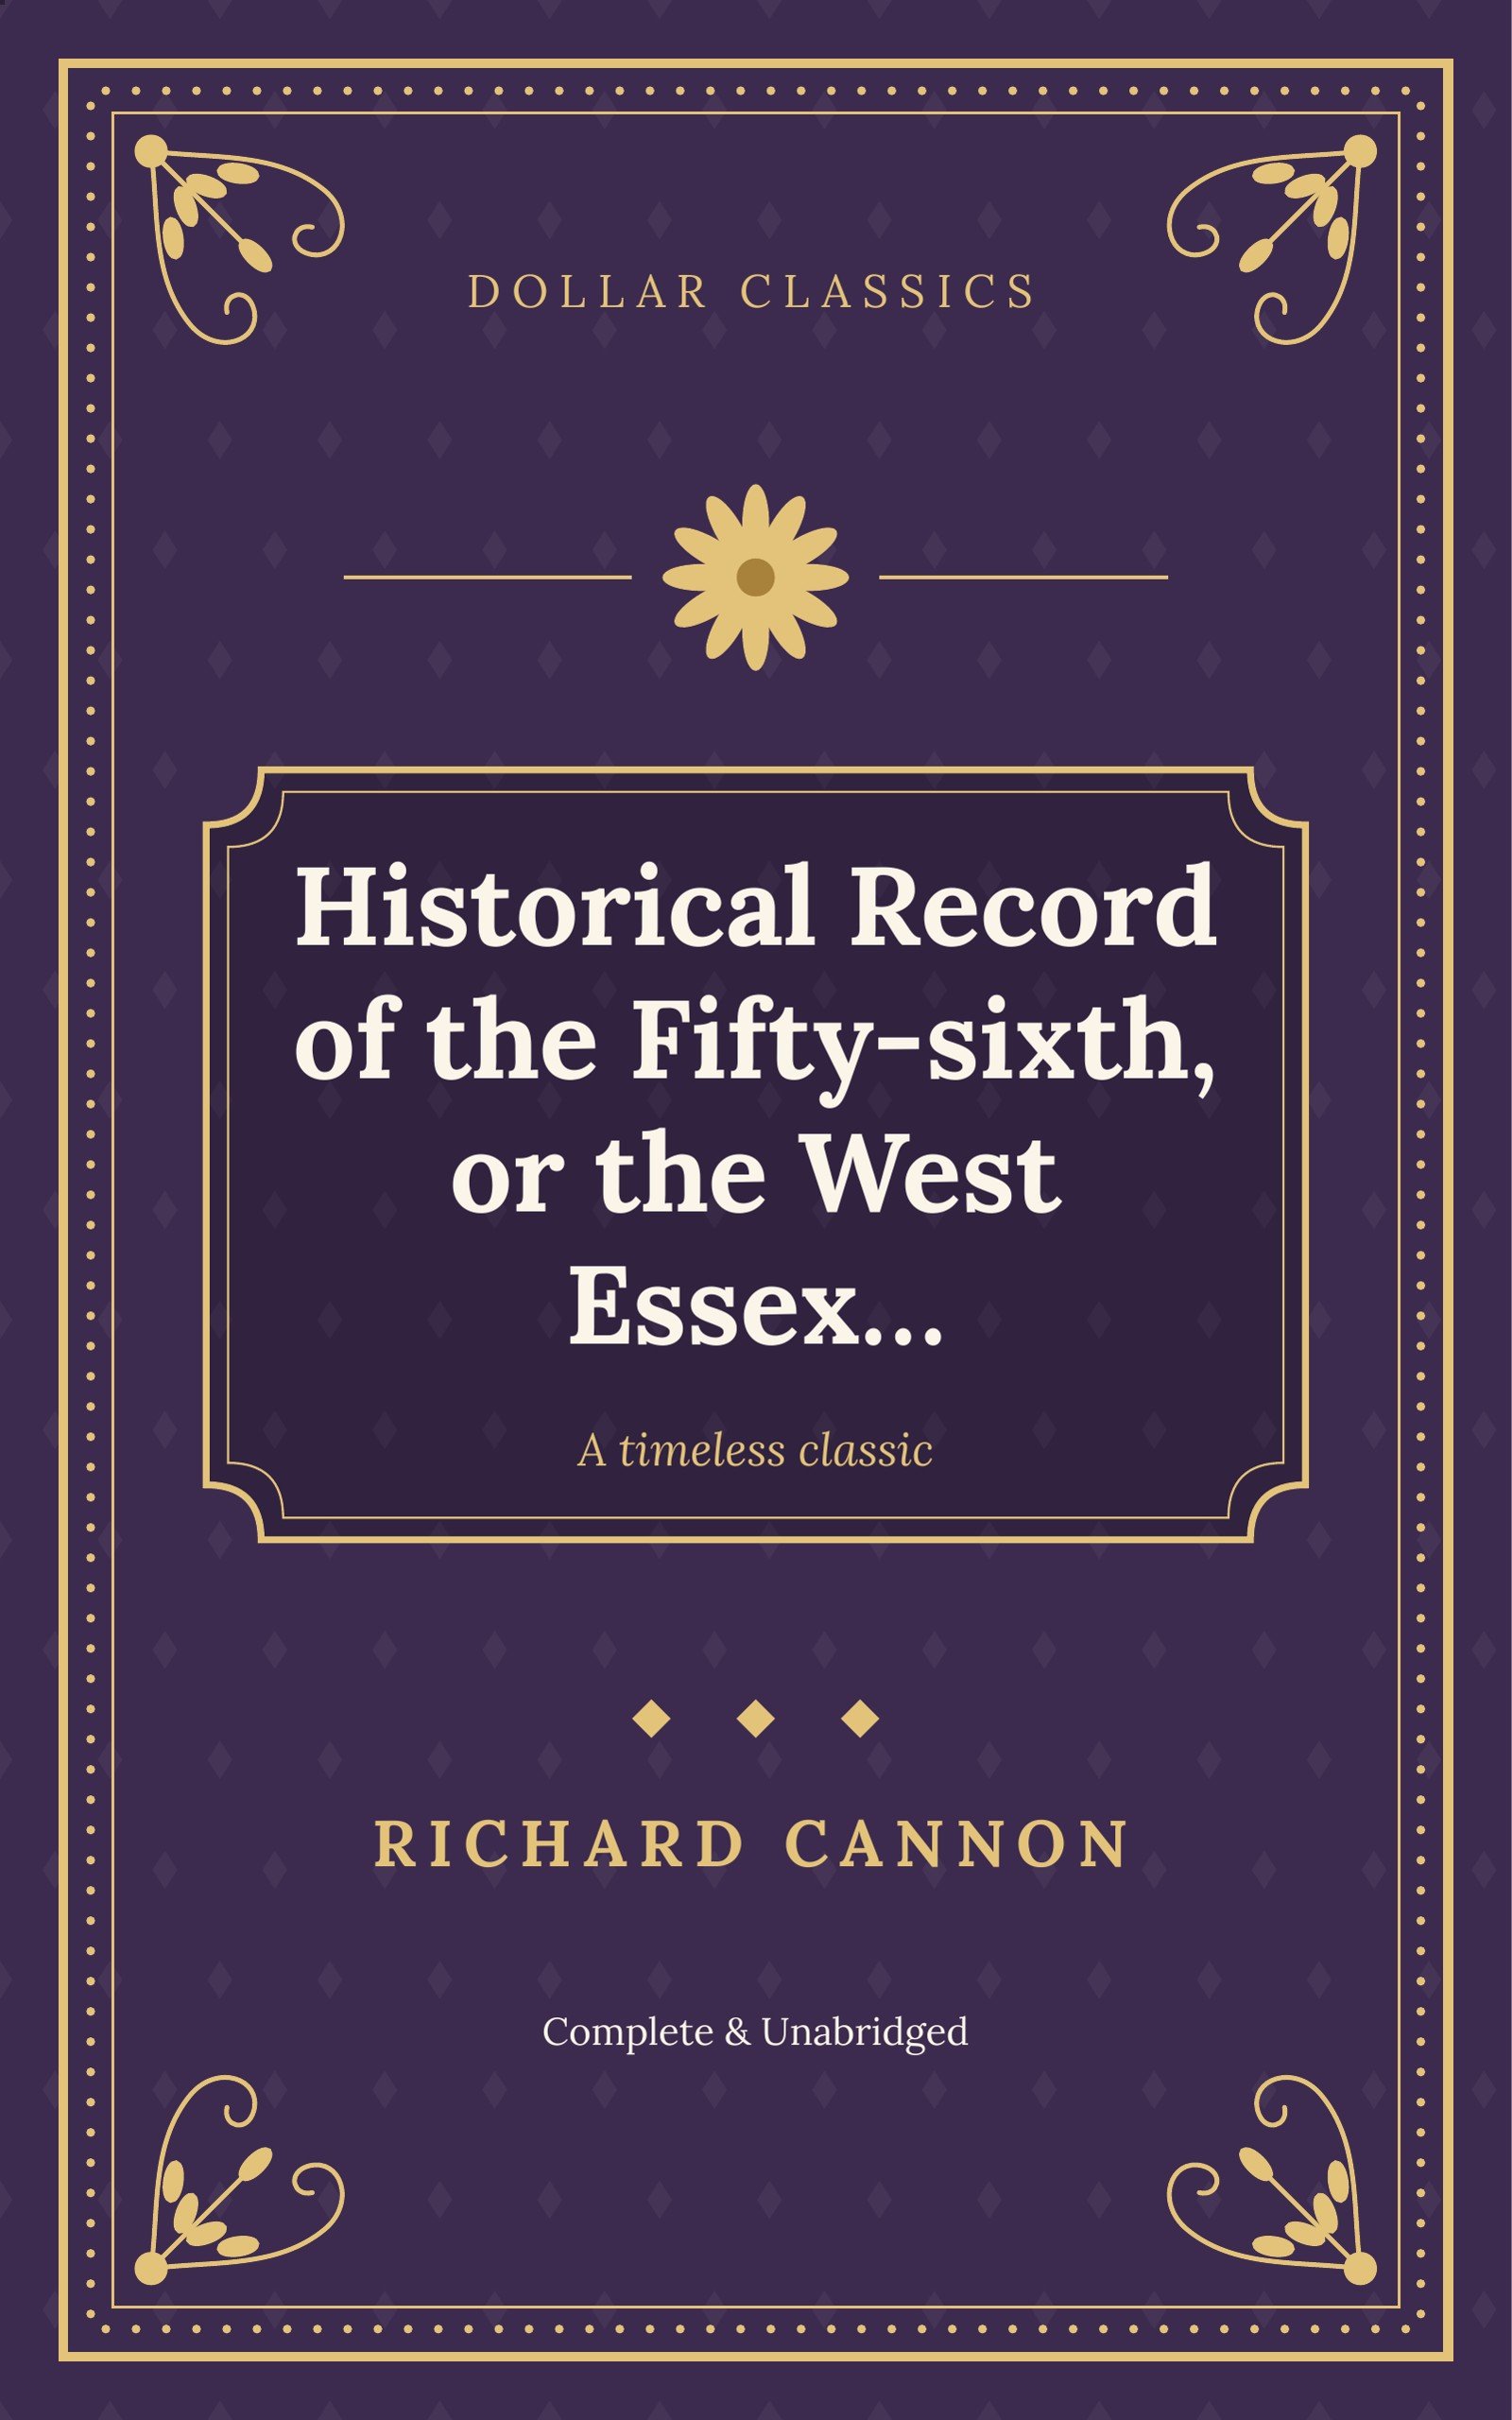 DOLLAR CLASSICS
Historical Record
of the Fifty-sixth,
or the West
Essex...
A timeless classic
RICHARD CANNON
Complete & Unabridged